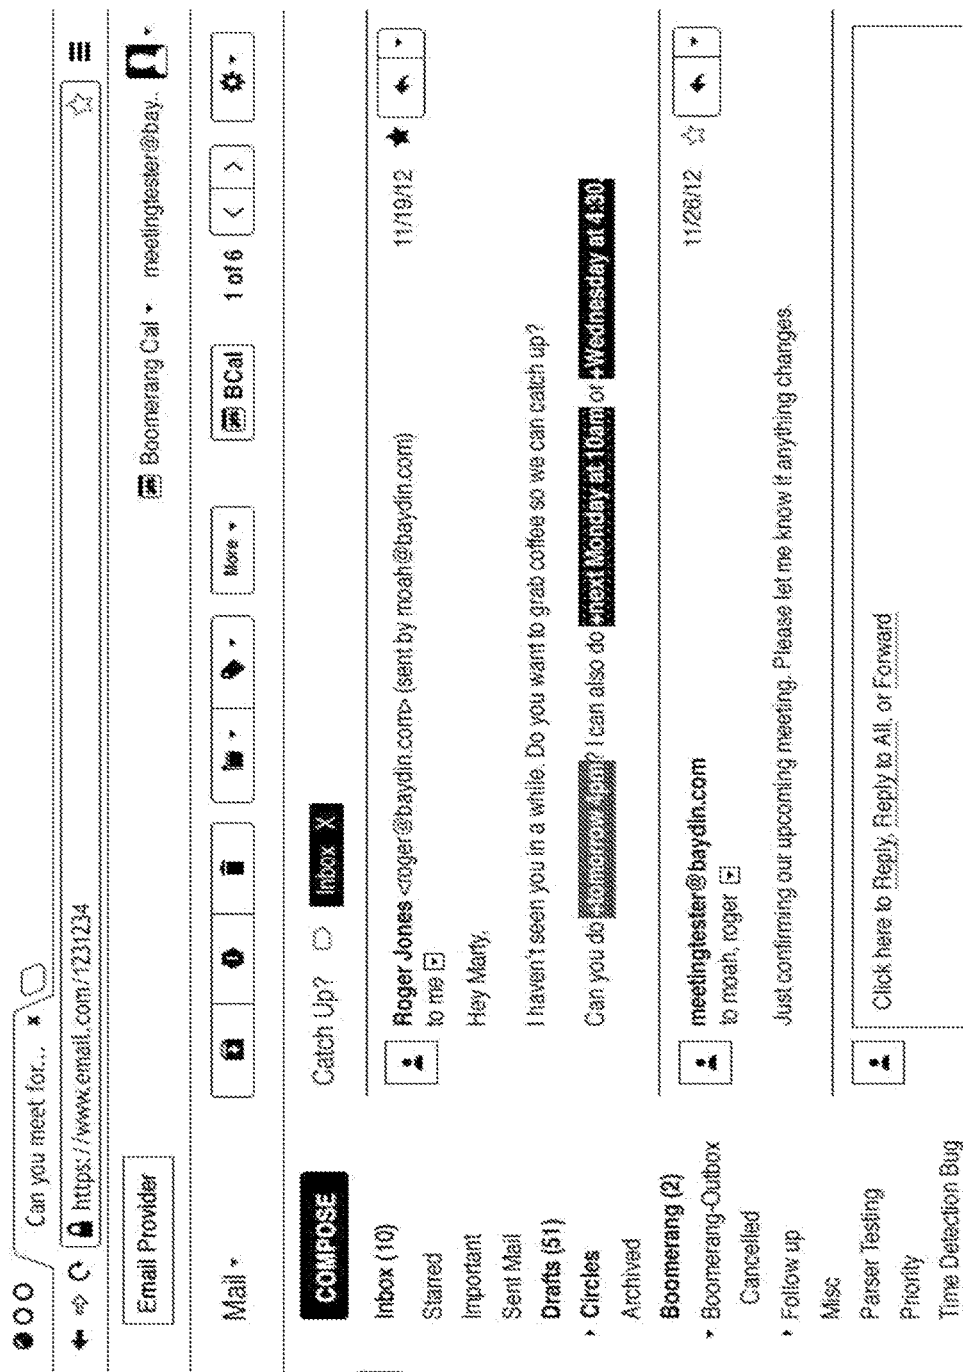 Can you meet for... x
https://www.email.com/1231234
Email Provider
Boomerang Cal
meetingtester@bay..
Mail
More
BCal
1 of 6
COMPOSE
Inbox (10)
Starred
Important
Sent Mail
Drafts (51)
Circles
Archived
Boomerang (2)
Boomerang-Outbox
Cancelled
Follow up
Misc
Parser Testing
Priority
Time Detection Bug
Catch Up?
Inbox X
Roger Jones <roger@baydin.com> (sent by moah@baydin.com)
11/19/12
to me
Hey Marty,
I haven't seen you in a while. Do you want to grab coffee so we can catch up?
Can you do tomorrow 4pm? I can also do next Monday at 10am or Wednesday at 4:30
meetingtester@baydin.com
11/26/12
to moah, roger
Just confirming our upcoming meeting. Please let me know if anything changes.
Click here to Reply, Reply to All, or Forward